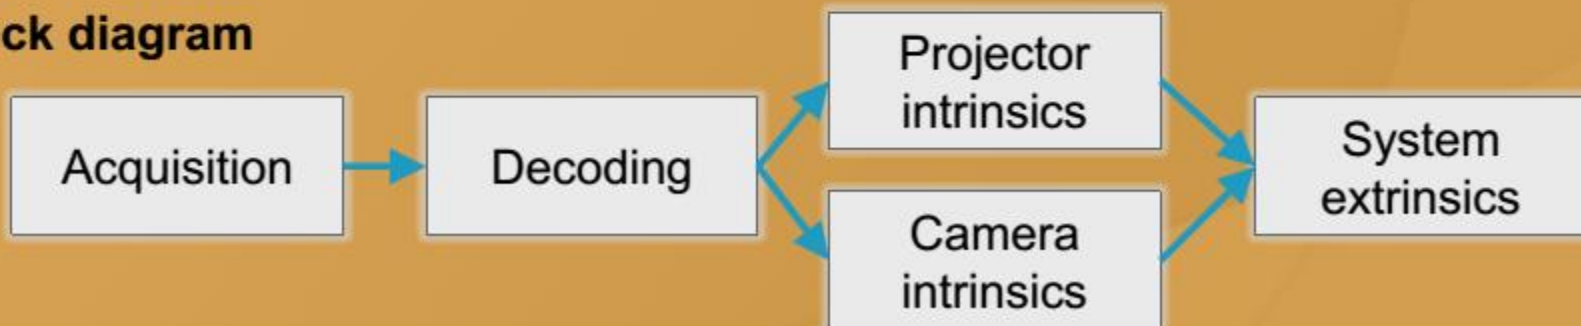 ck diagram
Acquisition
Decoding
Projector
intrinsics
Camera
intrinsics
System
extrinsics